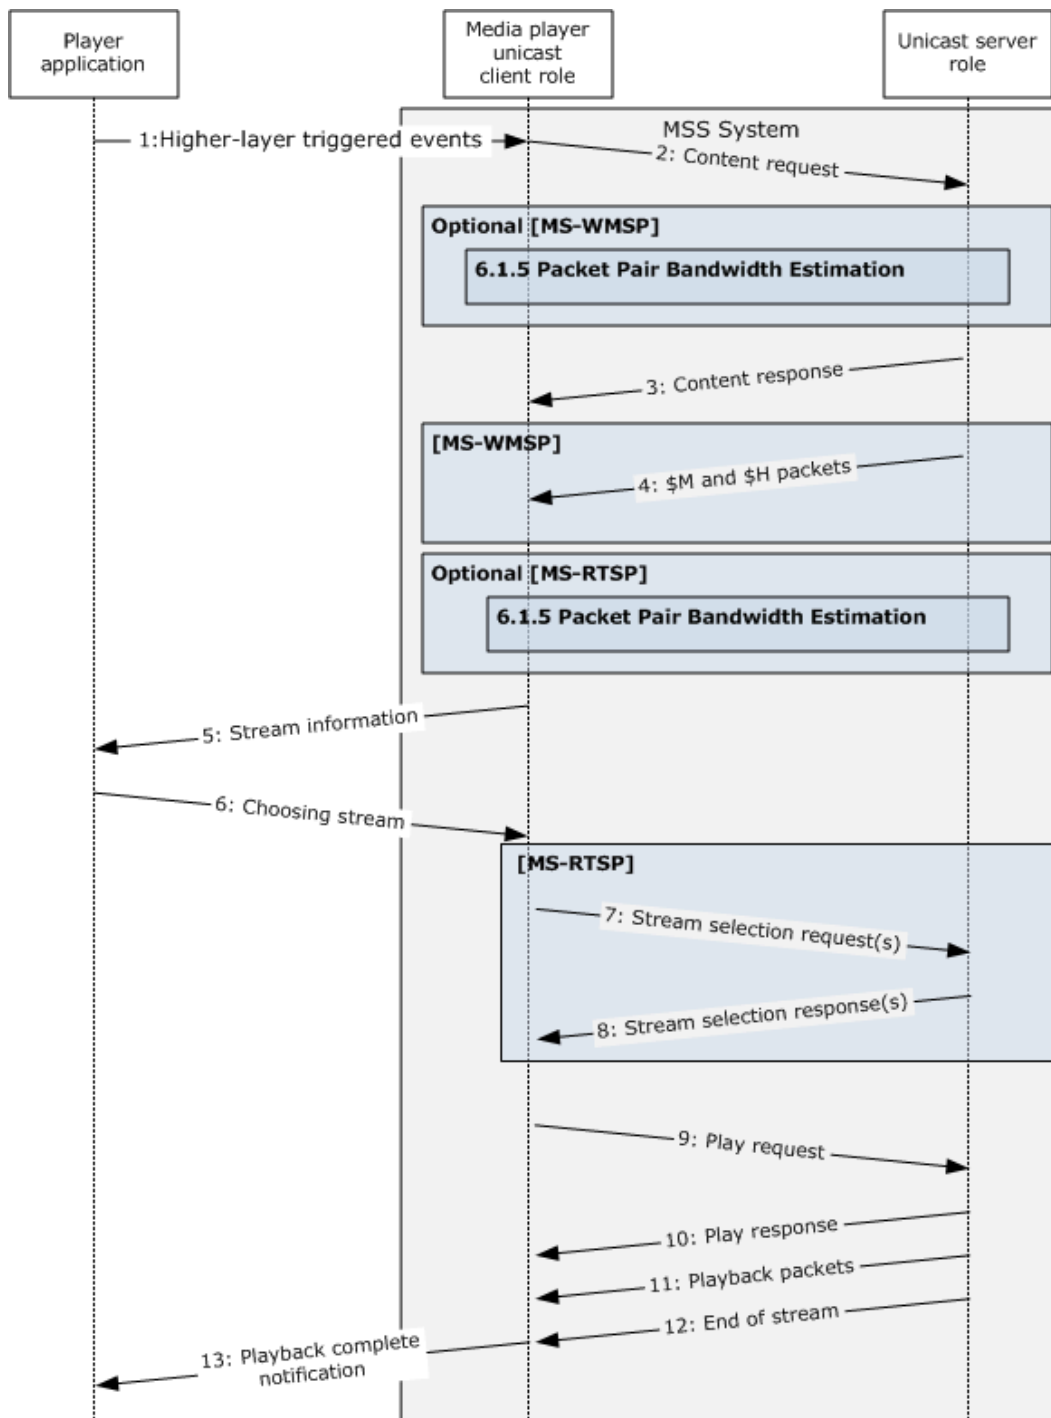 Player
application
Media player
unicast
client role
Unicast server
role
MSS System
1:Higher-layer triggered events
2: Content request
Optional [MS-WMSP]
6.1.5 Packet Pair Bandwidth Estimation
3: Content response
[MS-WMSP]
4: $M and $H packets
Optional [MS-RTSP]
6.1.5 Packet Pair Bandwidth Estimation
5: Stream information
6: Choosing stream
[MS-RTSP]
7: Stream selection request(s)
8: Stream selection response(s)
9: Play request
10: Play response
11: Playback packets
12: End of stream
13: Playback complete
notification